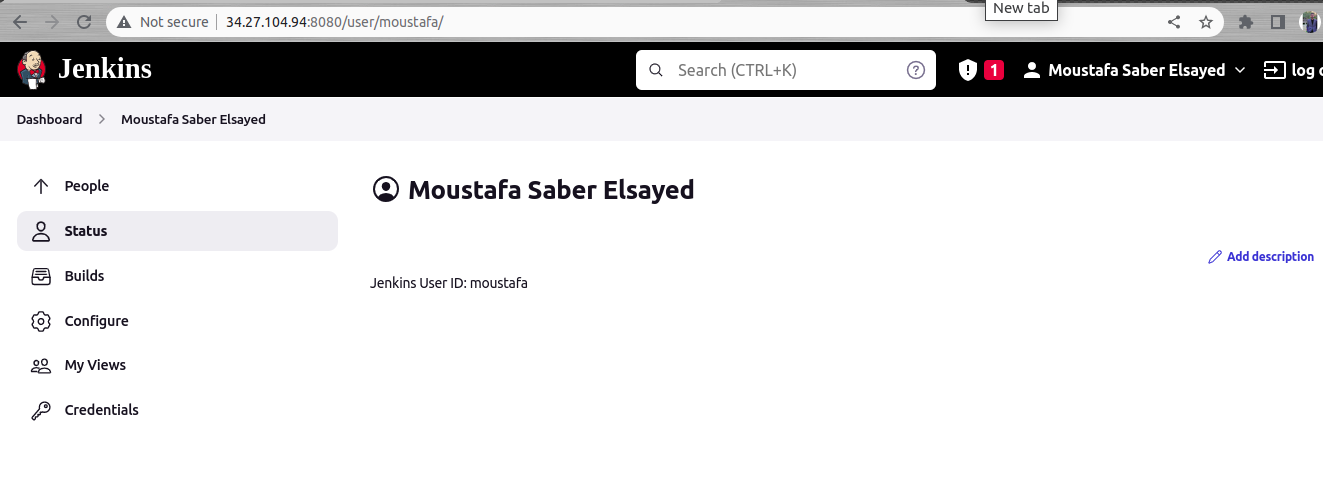 New tab
Not secure 34.27.104.94:8080/user/moustafa/
Jenkins Search (CTRL+K) ? 1 Moustafa Saber Elsayed log
Dashboard Moustafa Saber Elsayed
People
Status
Builds
Configure
My Views
Credentials
Moustafa Saber Elsayed
Add description
Jenkins User ID: moustafa